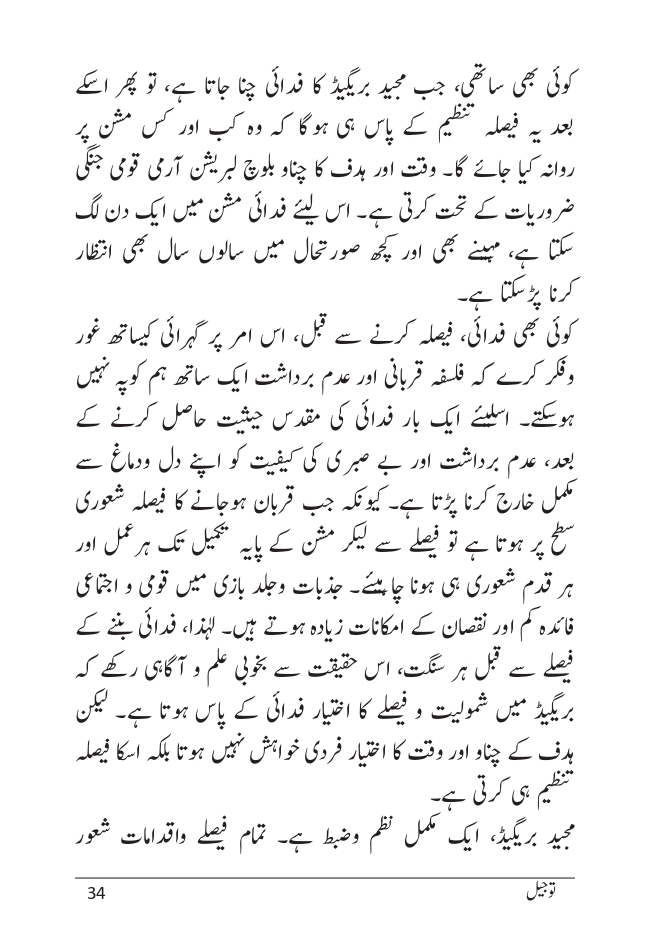 کوئی بھی ساتھی، جب مجید بریگیڈ کا فدائی چنا جاتا ہے، تو پھر اسکے
بعد یہ فیصلہ تنظیم کے پاس ہی ہوگا کہ وہ کب اور کس مشن پر
روانہ کیا جائے گا۔ وقت اور ہدف کا چناو بلوچ لبریشن آرمی قومی جنگی
ضروریات کے تحت کرتی ہے۔ اس لیئے فدائی مشن میں ایک دن لگ
سکتا ہے، مہینے بھی اور کچھ صورتحال میں سالوں سال بھی انتظار
کرنا پڑسکتا ہے۔
کوئی بھی فدائی، فیصلہ کرنے سے قبل، اس امر پر گہرائی کیساتھ غور
وفکر کرے کہ فلسفہ قربانی اور عدم برداشت ایک ساتھ ہم کوپہ نہیں
ہوسکتے۔ اسلیئے ایک بار فدائی کی مقدس حیثیت حاصل کرنے کے
بعد، عدم برداشت اور بے صبری کی کیفیت کو اپنے دل ودماغ سے
مکمل خارج کرنا پڑتا ہے۔ کیونکہ جب قربان ہوجانے کا فیصلہ شعوری
سطح پر ہوتا ہے تو فیصلے سے لیکر مشن کے پایہ تکمیل تک ہر عمل اور
ہر قدم شعوری ہی ہونا چاہیئے۔ جذبات وجلد بازی میں قومی و اجتماعی
فائدہ کم اور نقصان کے امکانات زیادہ ہوتے ہیں۔ لہٰذا، فدائی بننے کے
فیصلے سے قبل ہر سنگت، اس حقیقت سے بخوبی علم و آگاہی رکھے کہ
بریگیڈ میں شمولیت و فیصلے کا اختیار فدائی کے پاس ہوتا ہے۔ لیکن
ہدف کے چناو اور وقت کا اختیار فردی خواہش نہیں ہوتا بلکہ اسکا فیصلہ
تنظیم ہی کرتی ہے۔
مجید بریگیڈ، ایک مکمل نظم وضبط ہے۔ تمام فیصلے واقدامات شعور
توجیل
34